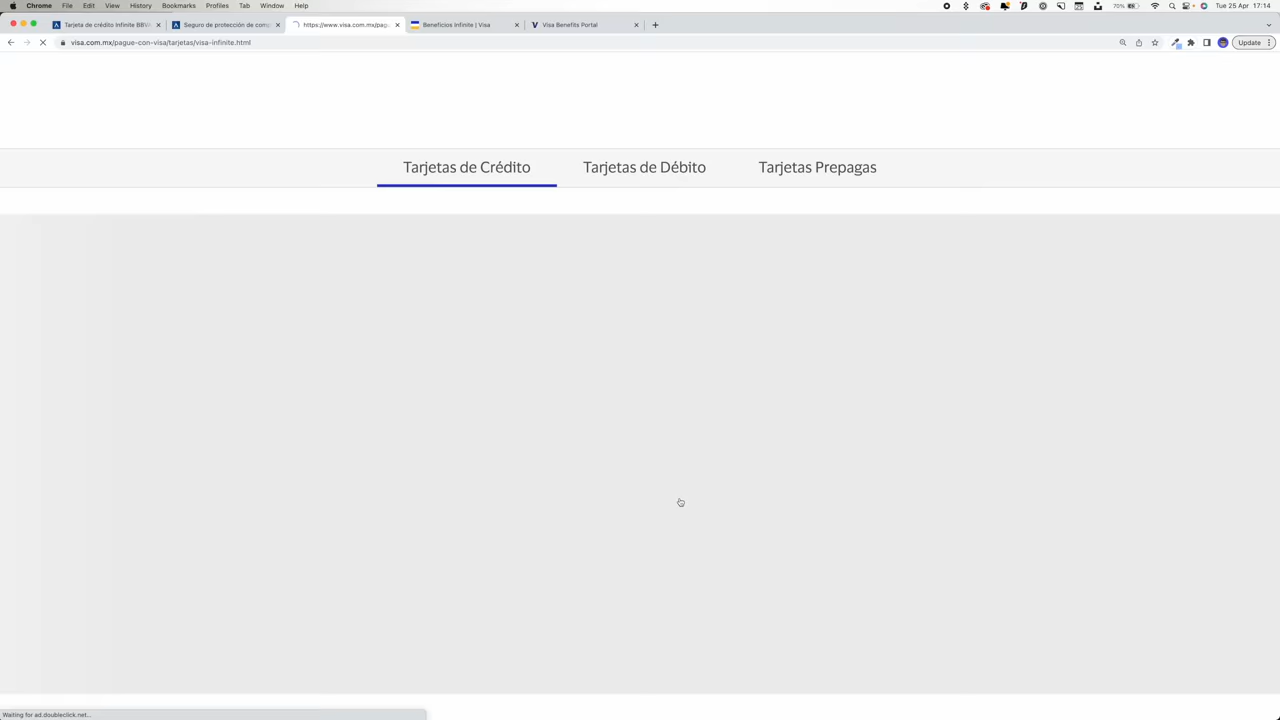 Chrome File Edit View History Bookmarks Profiles Tab Window Help
70% Tue 25 Apr 17:14
Tarjeta de crédito Infinite BBVA
Seguro de protección de comp
https://www.visa.com.mx/pagu
Beneficios Infinite | Visa
Visa Benefits Portal
visa.com.mx/pague-con-visa/tarjetas/visa-infinite.html
Update
Tarjetas de Crédito
Tarjetas de Débito
Tarjetas Prepagas
Waiting for ad.doubleclick.net...